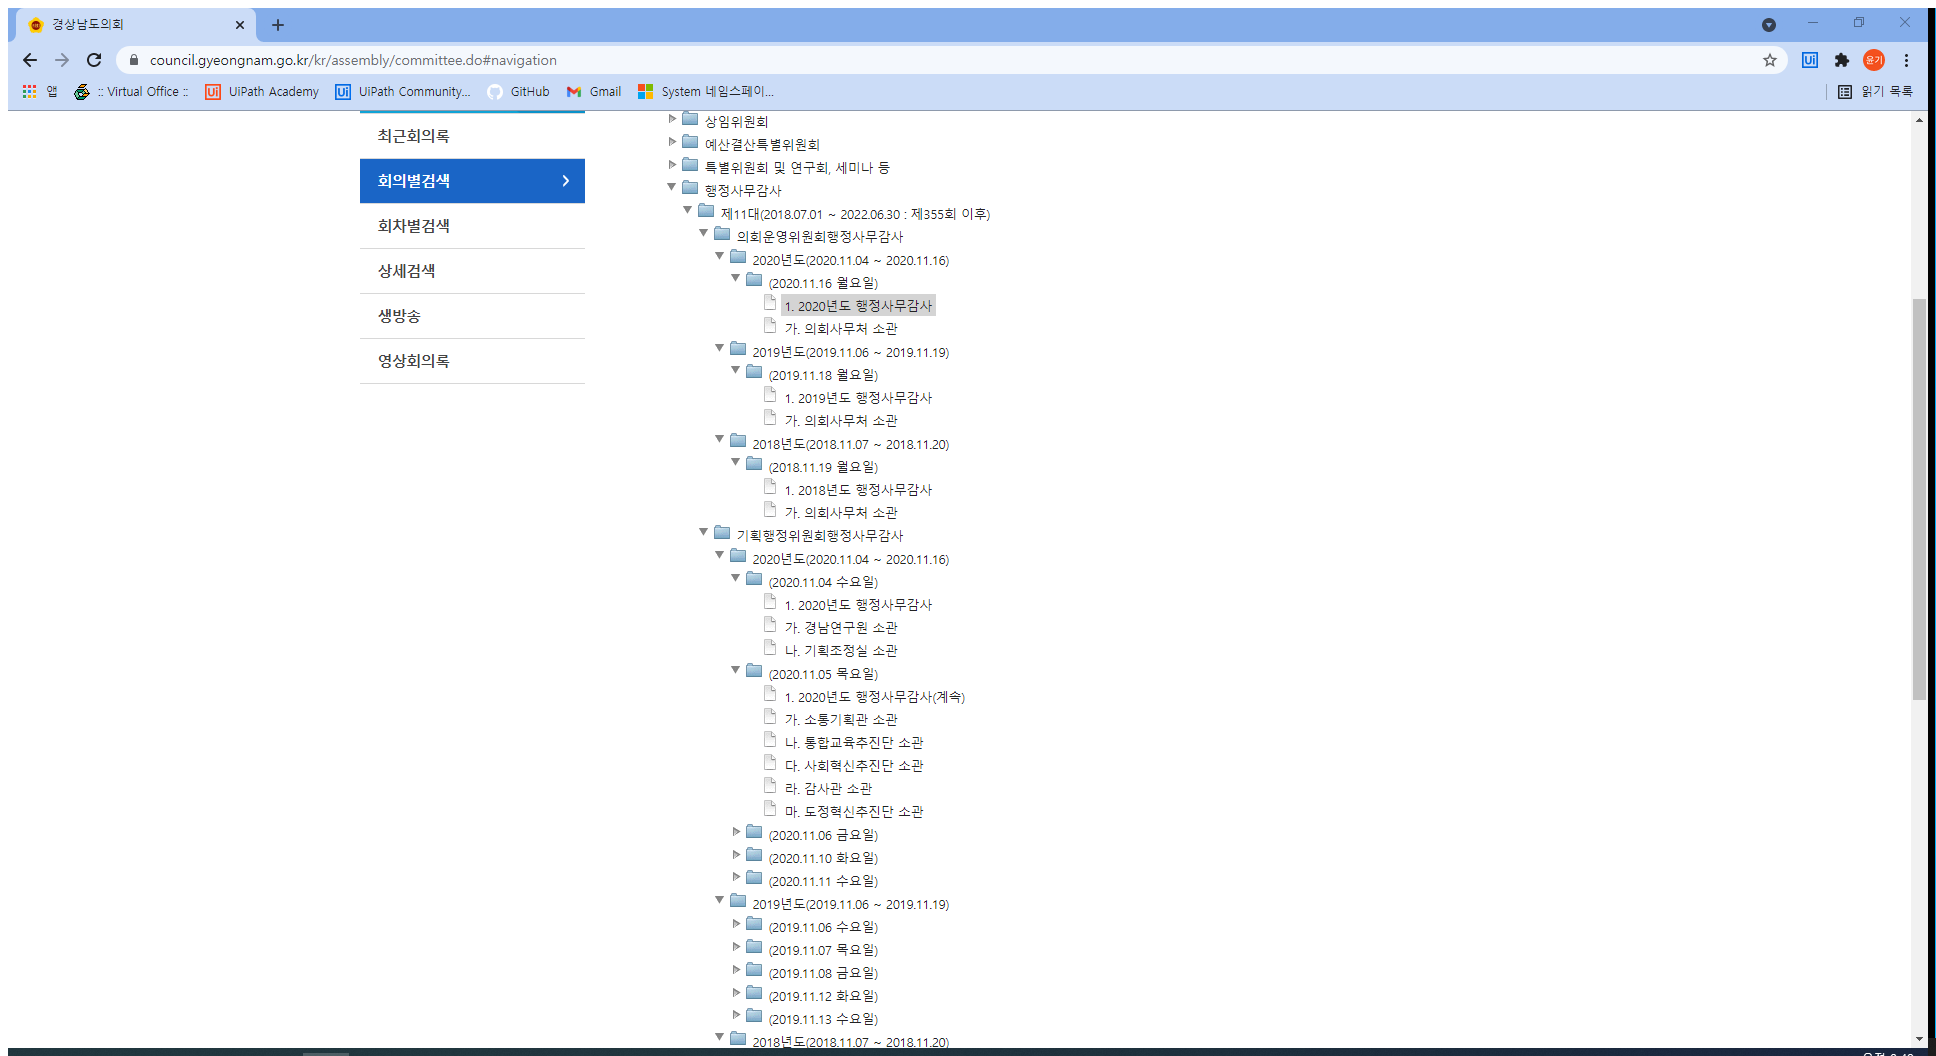 경상남도의회
council.gyeongnam.go.kr/kr/assembly/committee.do#navigation
Ui
윤기
앱
:: Virtual Office ::
Ui UiPath Academy
Ui UiPath Community...
GitHub
Gmail
System 네임스페이...
읽기 목록
최근회의록
회의별검색
회차별검색
상세검색
생방송
영상회의록
상임위원회
예산결산특별위원회
특별위원회 및 연구회, 세미나 등
행정사무감사
제11대(2018.07.01 ~ 2022.06.30 : 제355회 이후)
의회운영위원회행정사무감사
2020년도(2020.11.04 ~ 2020.11.16)
(2020.11.16 월요일)
1. 2020년도 행정사무감사
가. 의회사무처 소관
2019년도(2019.11.06 ~ 2019.11.19)
(2019.11.18 월요일)
1. 2019년도 행정사무감사
가. 의회사무처 소관
2018년도(2018.11.07 ~ 2018.11.20)
(2018.11.19 월요일)
1. 2018년도 행정사무감사
가. 의회사무처 소관
기획행정위원회행정사무감사
2020년도(2020.11.04 ~ 2020.11.16)
(2020.11.04 수요일)
1. 2020년도 행정사무감사
가. 경남연구원 소관
나. 기획조정실 소관
(2020.11.05 목요일)
1. 2020년도 행정사무감사(계속)
가. 소통기획관 소관
나. 통합교육추진단 소관
다. 사회혁신추진단 소관
라. 감사관 소관
마. 도정혁신추진단 소관
(2020.11.06 금요일)
(2020.11.10 화요일)
(2020.11.11 수요일)
2019년도(2019.11.06 ~ 2019.11.19)
(2019.11.06 수요일)
(2019.11.07 목요일)
(2019.11.08 금요일)
(2019.11.12 화요일)
(2019.11.13 수요일)
2018년도(2018.11.07 ~ 2018.11.20)